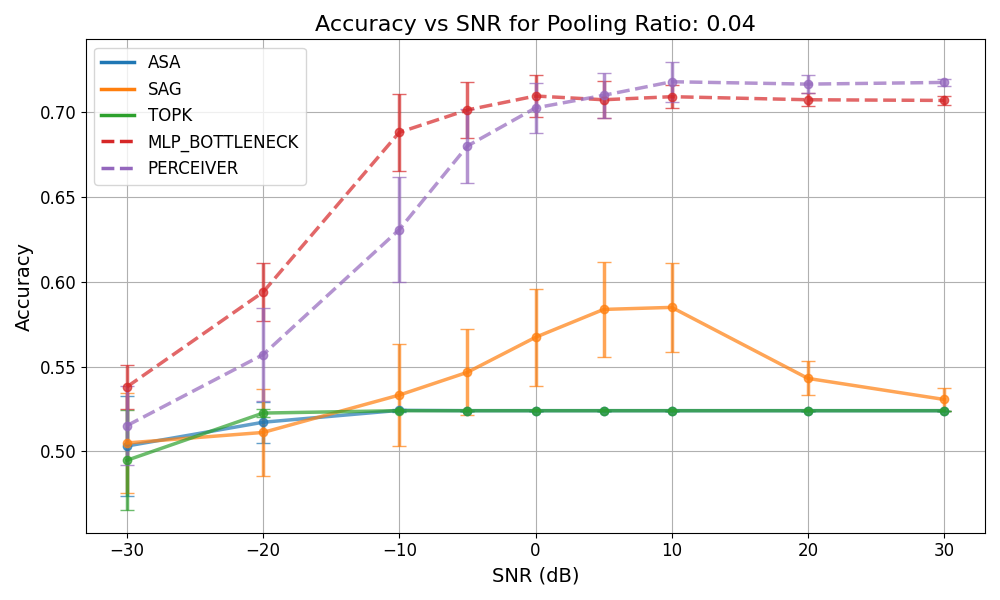 Accuracy vs SNR for Pooling Ratio: 0.04
ASA
SAG
TOPK
MLP_BOTTLENECK
PERCEIVER
0.70
0.65
0.60
0.55
0.50
Accuracy
−30 −20 −10 0 10 20 30
SNR (dB)